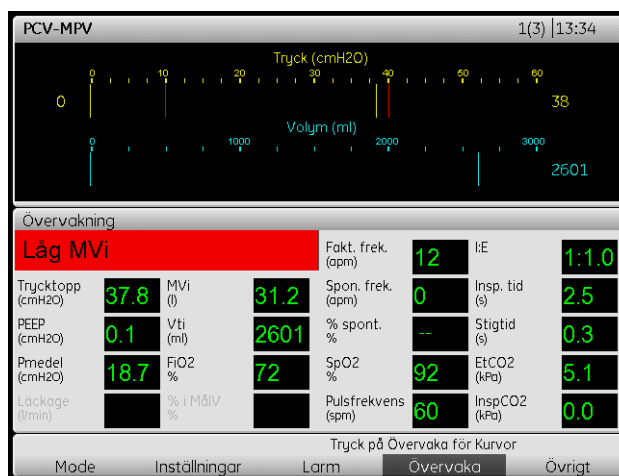 PCV-MPV 1(3) |13:34
Tryck (cmH2O)
0 10 20 30 40 50 60
0 38
Volym (ml)
0 1000 2000 3000
2601
Övervakning
Låg MVi
Fakt. frek. (apm) 12
I:E 1:1.0
Trycktopp (cmH2O) 37.8
MVi (l) 31.2
Spon. frek. (apm) 0
Insp. tid (s) 2.5
PEEP (cmH2O) 0.1
Vti (ml) 2601
% spont. % --
Stigtid (s) 0.3
Pmedel (cmH2O) 18.7
FiO2 % 72
SpO2 % 92
EtCO2 (kPa) 5.1
Läckage (l/min)
% i MålV %
Pulsfrekvens (spm) 60
InspCO2 (kPa) 0.0
Tryck på Övervaka för Kurvor
Mode Inställningar Larm Övervaka Övrigt